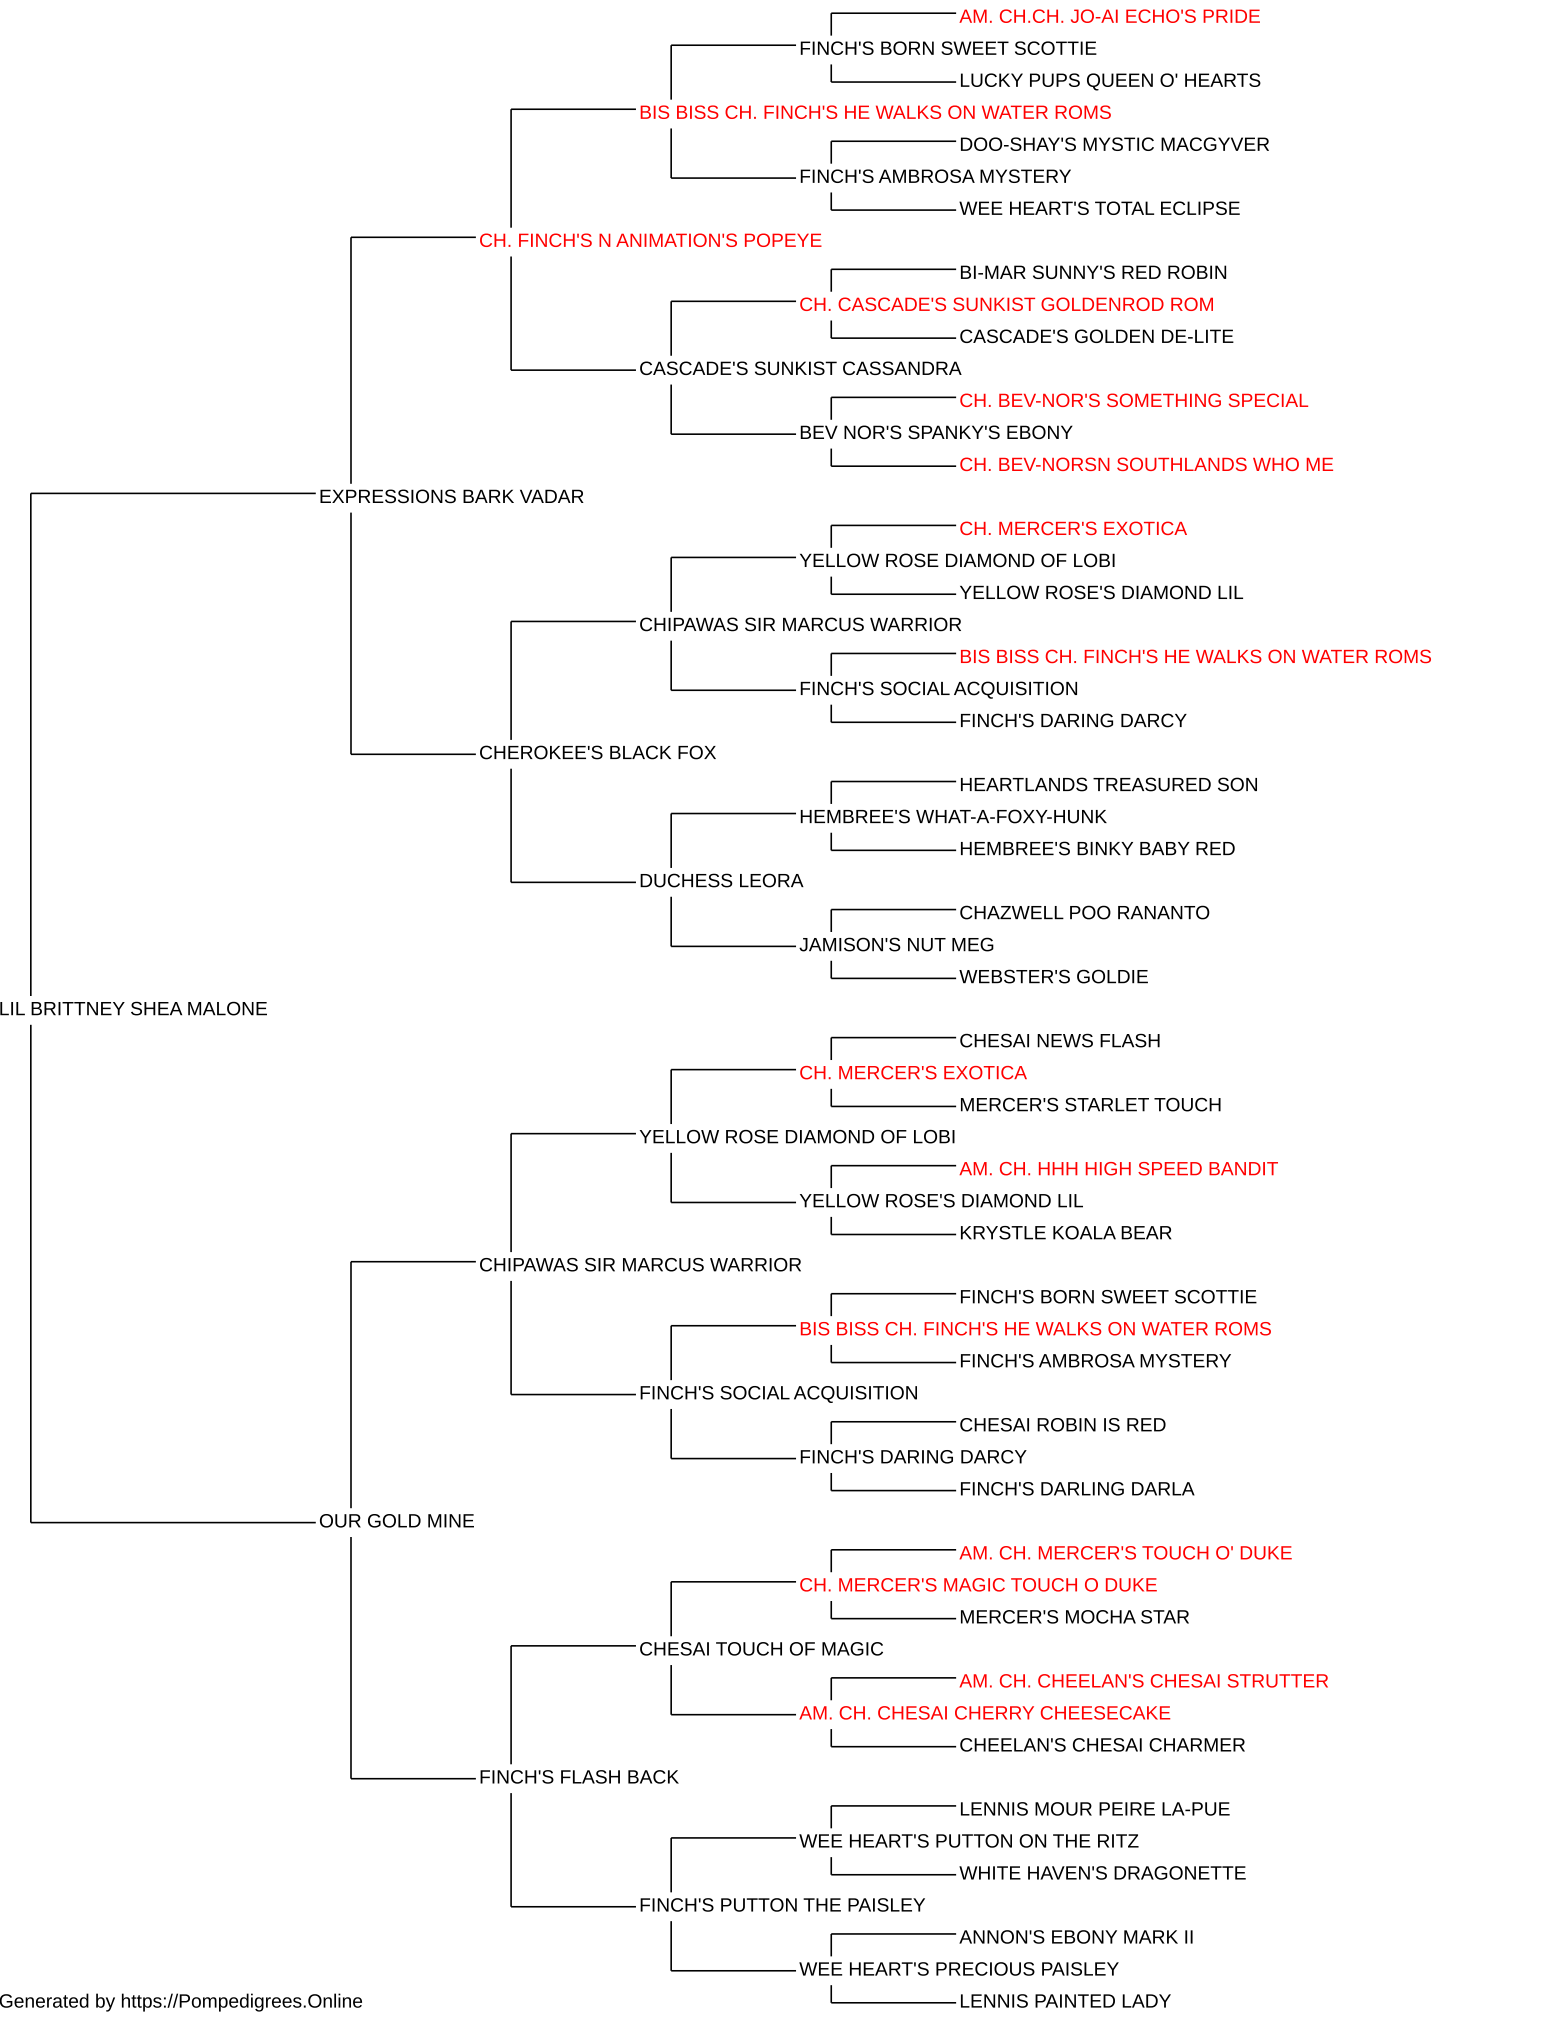 AM. CH.CH. JO-AI ECHO'S PRIDE
FINCH'S BORN SWEET SCOTTIE
LUCKY PUPS QUEEN O' HEARTS
BIS BISS CH. FINCH'S HE WALKS ON WATER ROMS
DOO-SHAY'S MYSTIC MACGYVER
FINCH'S AMBROSA MYSTERY
WEE HEART'S TOTAL ECLIPSE
CH. FINCH'S N ANIMATION'S POPEYE
BI-MAR SUNNY'S RED ROBIN
CH. CASCADE'S SUNKIST GOLDENROD ROM
CASCADE'S GOLDEN DE-LITE
CASCADE'S SUNKIST CASSANDRA
CH. BEV-NOR'S SOMETHING SPECIAL
BEV NOR'S SPANKY'S EBONY
CH. BEV-NORSN SOUTHLANDS WHO ME
EXPRESSIONS BARK VADAR
CH. MERCER'S EXOTICA
YELLOW ROSE DIAMOND OF LOBI
YELLOW ROSE'S DIAMOND LIL
CHIPAWAS SIR MARCUS WARRIOR
BIS BISS CH. FINCH'S HE WALKS ON WATER ROMS
FINCH'S SOCIAL ACQUISITION
FINCH'S DARING DARCY
CHEROKEE'S BLACK FOX
HEARTLANDS TREASURED SON
HEMBREE'S WHAT-A-FOXY-HUNK
HEMBREE'S BINKY BABY RED
DUCHESS LEORA
CHAZWELL POO RANANTO
JAMISON'S NUT MEG
WEBSTER'S GOLDIE
LIL BRITTNEY SHEA MALONE
CHESAI NEWS FLASH
CH. MERCER'S EXOTICA
MERCER'S STARLET TOUCH
YELLOW ROSE DIAMOND OF LOBI
AM. CH. HHH HIGH SPEED BANDIT
YELLOW ROSE'S DIAMOND LIL
KRYSTLE KOALA BEAR
CHIPAWAS SIR MARCUS WARRIOR
FINCH'S BORN SWEET SCOTTIE
BIS BISS CH. FINCH'S HE WALKS ON WATER ROMS
FINCH'S AMBROSA MYSTERY
FINCH'S SOCIAL ACQUISITION
CHESAI ROBIN IS RED
FINCH'S DARING DARCY
FINCH'S DARLING DARLA
OUR GOLD MINE
AM. CH. MERCER'S TOUCH O' DUKE
CH. MERCER'S MAGIC TOUCH O DUKE
MERCER'S MOCHA STAR
CHESAI TOUCH OF MAGIC
AM. CH. CHEELAN'S CHESAI STRUTTER
AM. CH. CHESAI CHERRY CHEESECAKE
CHEELAN'S CHESAI CHARMER
FINCH'S FLASH BACK
LENNIS MOUR PEIRE LA-PUE
WEE HEART'S PUTTON ON THE RITZ
WHITE HAVEN'S DRAGONETTE
FINCH'S PUTTON THE PAISLEY
ANNON'S EBONY MARK II
WEE HEART'S PRECIOUS PAISLEY
LENNIS PAINTED LADY
Generated by https://Pompedigrees.Online